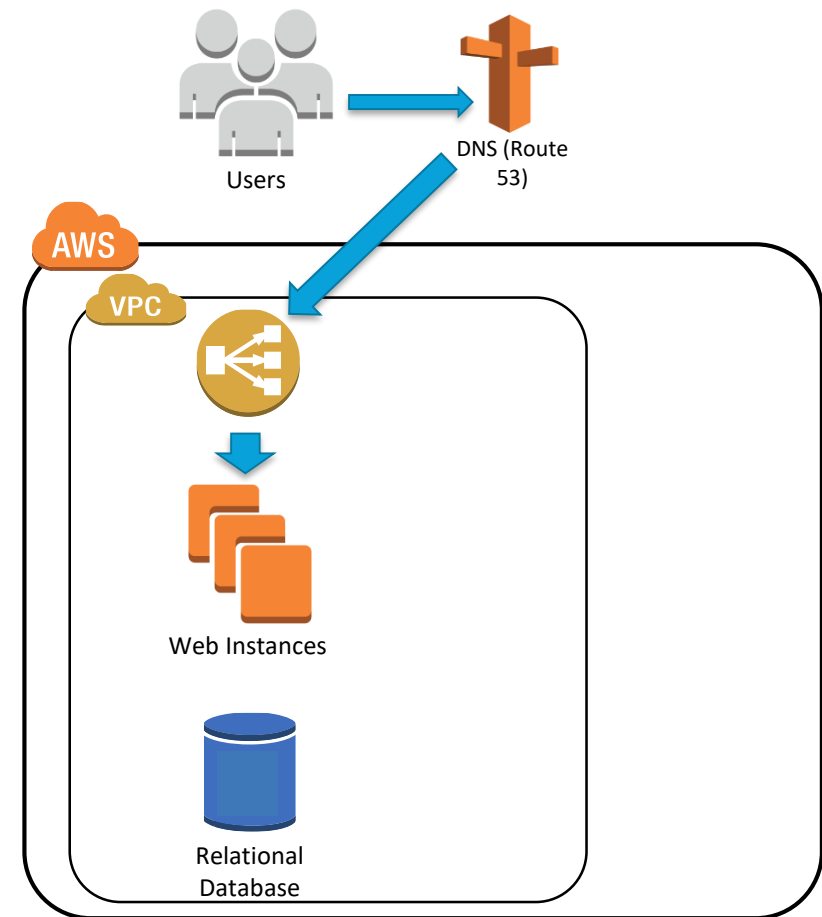 Users
DNS (Route
53)
AWS
VPC
Web Instances
Relational
Database